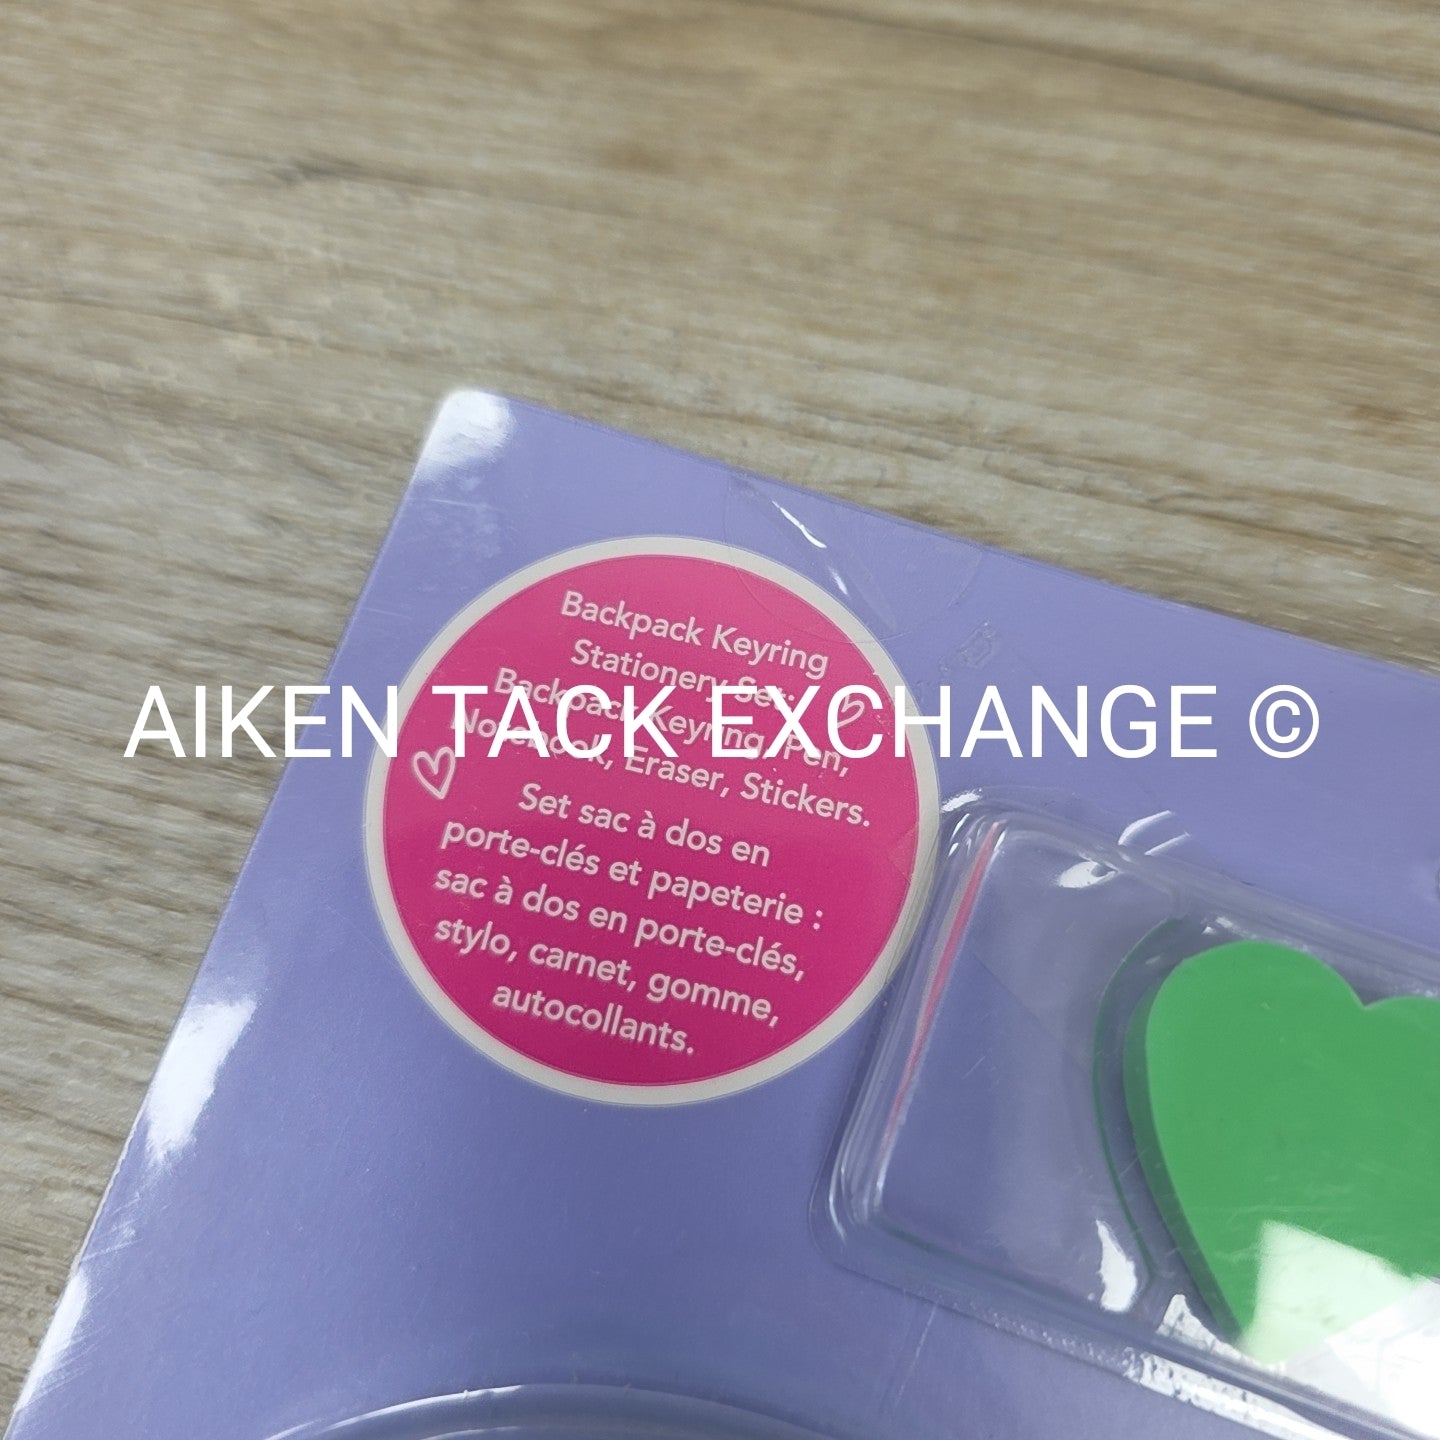 Backpack Keyring
Stationery Set:
Backpack Keyring, Pen,
Notebook, Eraser, Stickers.
Set sac à dos en
porte-clés et papeterie :
sac à dos en porte-clés,
stylo, carnet, gomme,
autocollants.
AIKEN TACK EXCHANGE ©